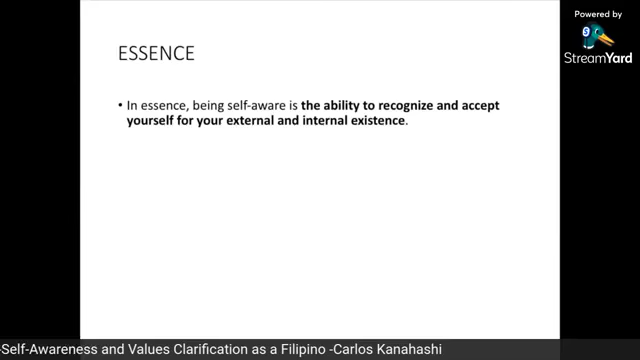 Powered by
StreamYard
ESSENCE
• In essence, being self-aware is the ability to recognize and accept
yourself for your external and internal existence.
-Self-Awareness and Values Clarification as a Filipino -Carlos Kanahashi